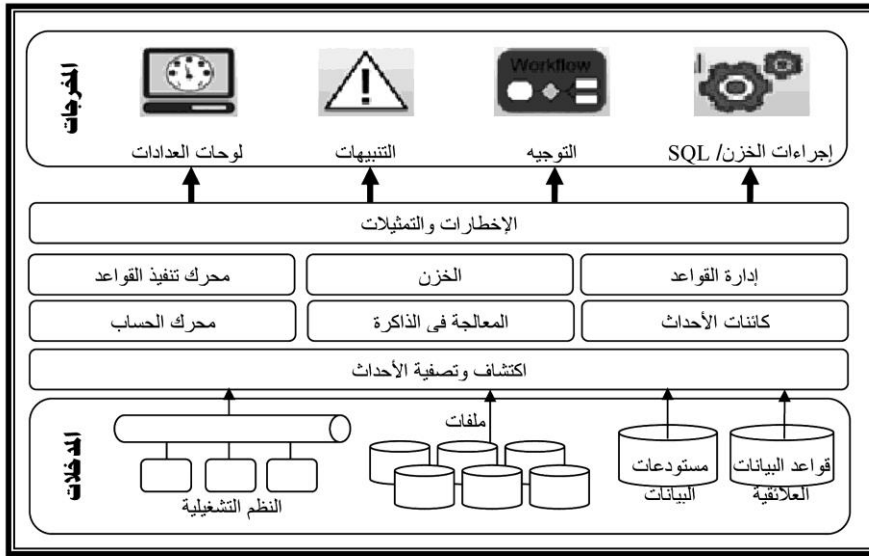 المخرجات
Workflow
إجراءات الخزن/ SQL
التوجيه
التنبيهات
لوحات العدادات
الإخطارات والتمثيلات
إدارة القواعد
الخزن
محرك تنفيذ القواعد
كائنات الأحداث
المعالجة فى الذاكرة
محرك الحساب
اكتشاف وتصفية الأحداث
المدخلات
قواعد البيانات
العلائقية
مستودعات
البيانات
ملفات
النظم التشغيلية